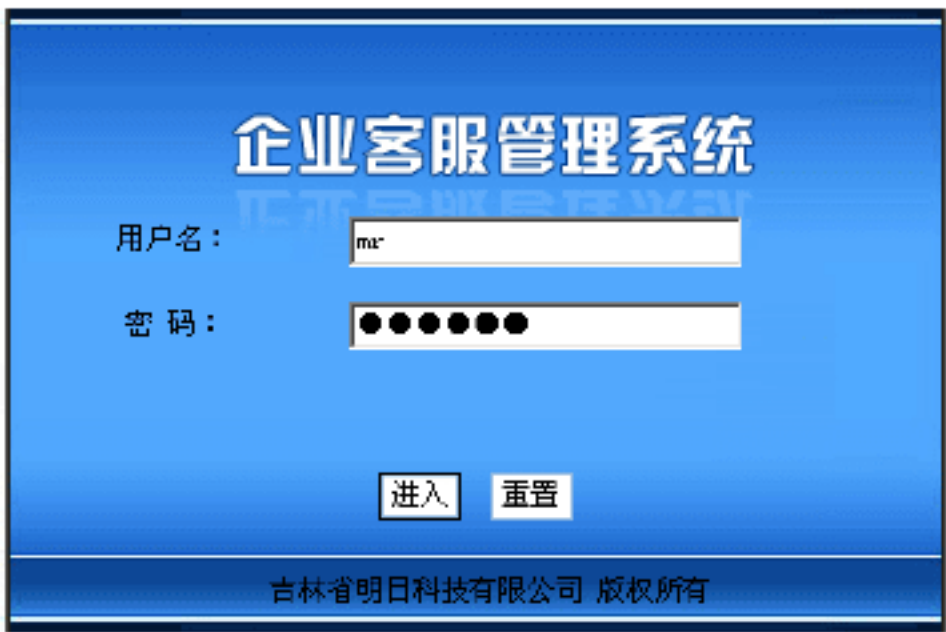 企业客服管理系统
用户名：
密 码：
进入 重置
吉林省明日科技有限公司 版权所有